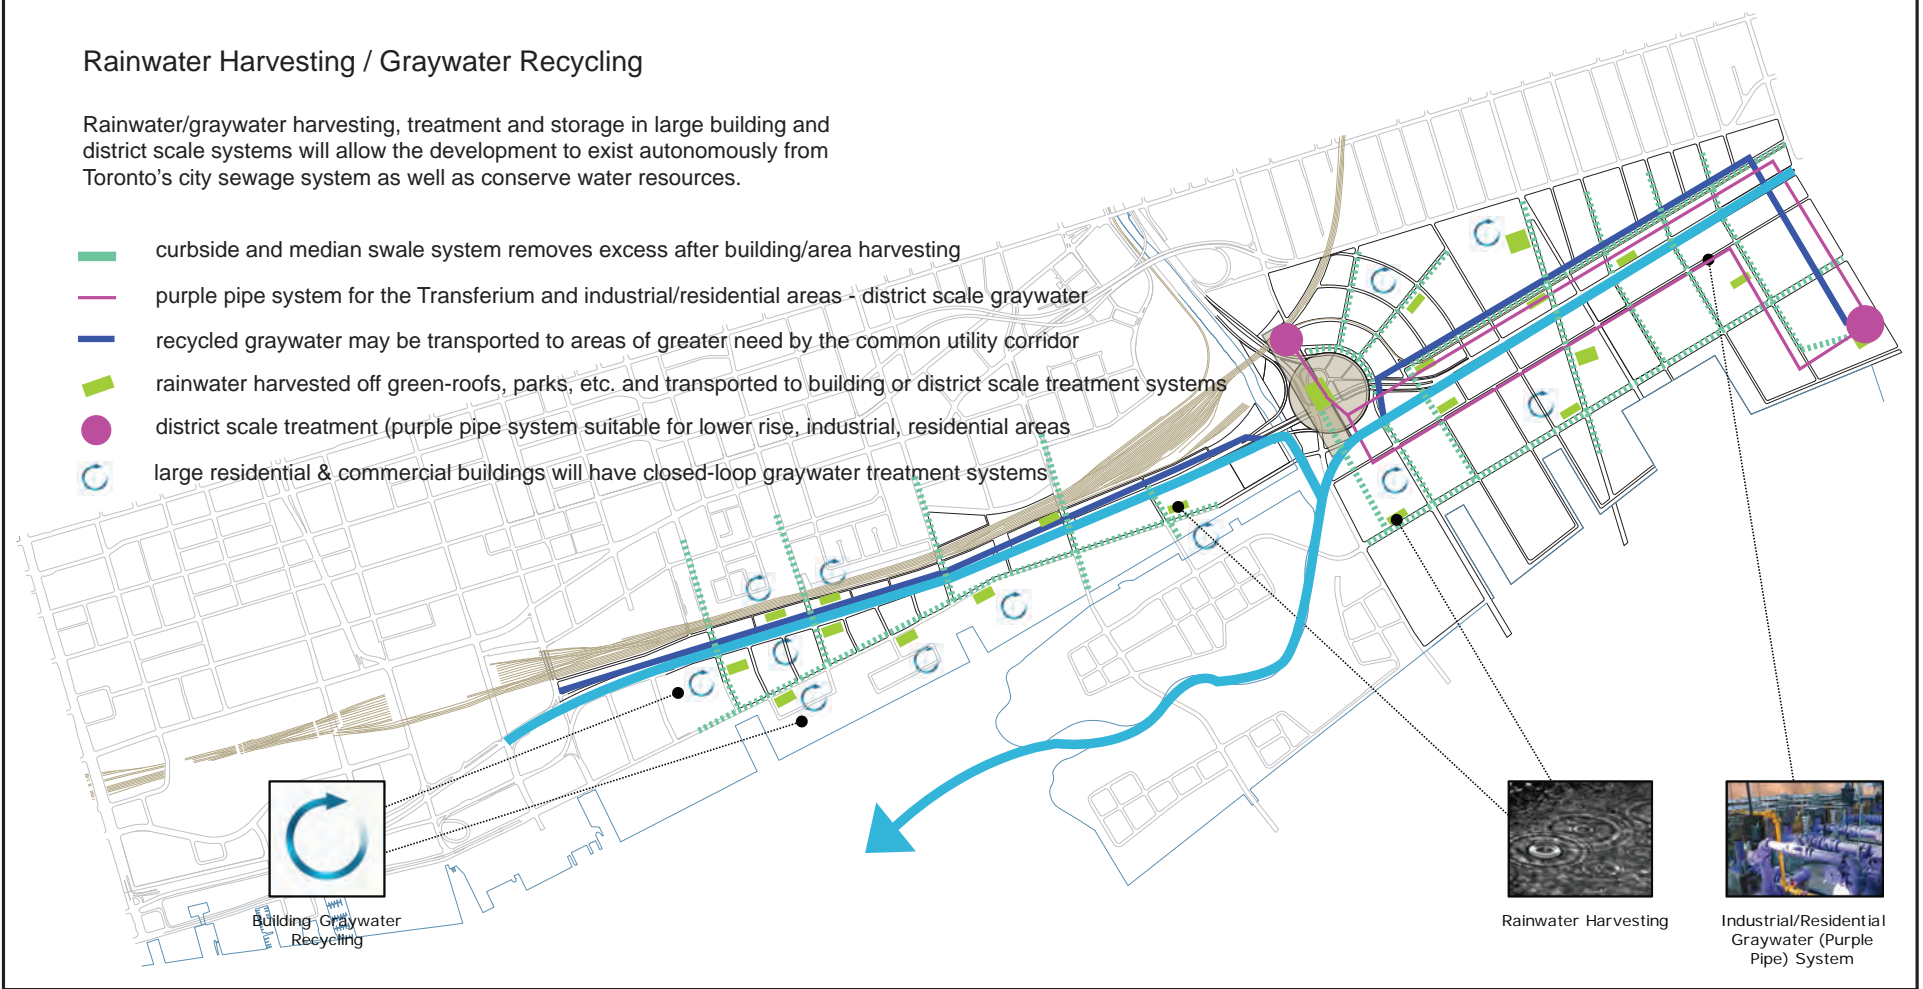 Rainwater Harvesting / Graywater Recycling
Rainwater/graywater harvesting, treatment and storage in large building and
district scale systems will allow the development to exist autonomously from
Toronto's city sewage system as well as conserve water resources.
curbside and median swale system removes excess after building/area harvesting
purple pipe system for the Transferium and industrial/residential areas - district scale graywater
recycled graywater may be transported to areas of greater need by the common utility corridor
rainwater harvested off green-roofs, parks, etc. and transported to building or district scale treatment systems
district scale treatment (purple pipe system suitable for lower rise, industrial, residential areas
large residential & commercial buildings will have closed-loop graywater treatment systems
Building Graywater
Recycling
Rainwater Harvesting
Industrial/Residential
Graywater (Purple
Pipe) System